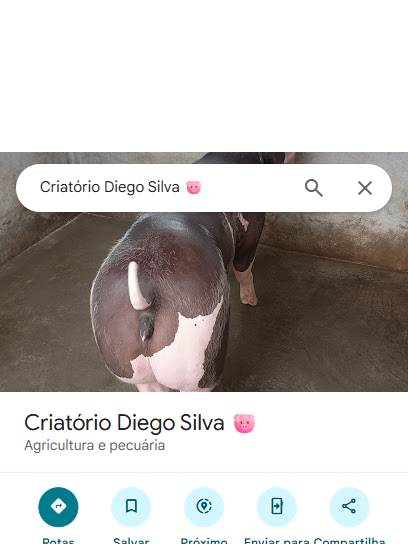 Criatório Diego Silva 🐷
Criatório Diego Silva 🐷
Agricultura e pecuária
Rotas
Salvar
Próximo
Enviar para
Compartilha